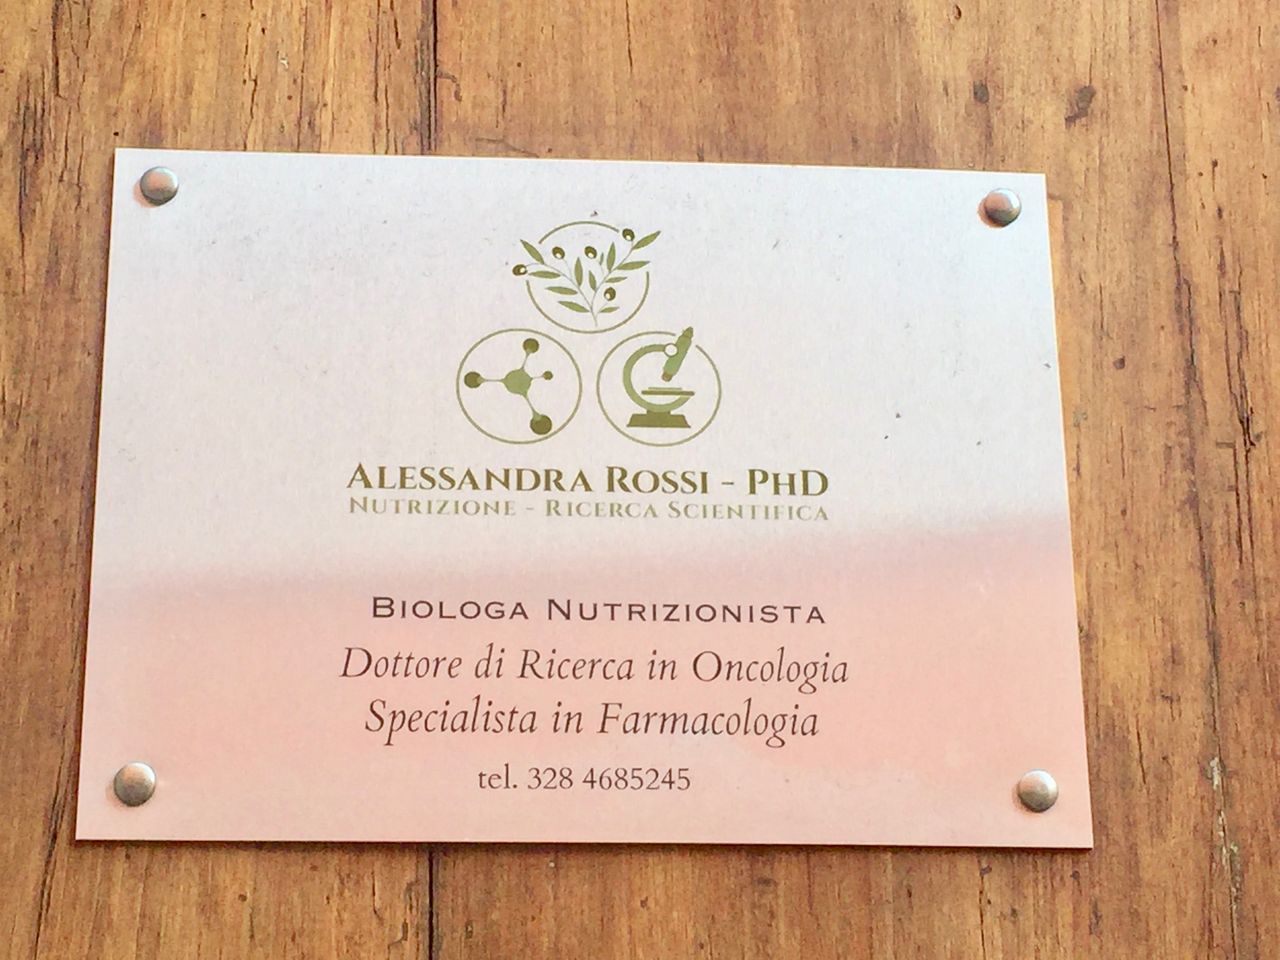 Alessandra Rossi - PhD
Nutrizione - Ricerca Scientifica
Biologa Nutrizionista
Dottore di Ricerca in Oncologia
Specialista in Farmacologia
tel. 328 4685245